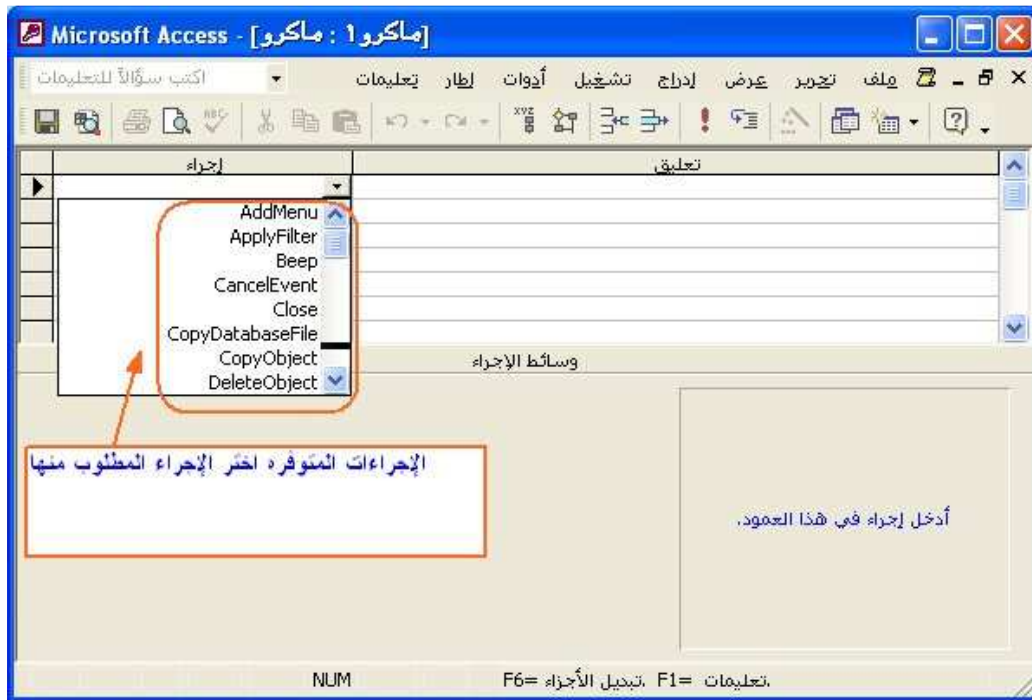 Microsoft Access - [ماكرو1 : ماكرو]
ملف تحرير عرض إدراج تشغيل أدوات إطار تعليمات اكتب سؤالاً للتعليمات
إجراء تعليق
AddMenu
ApplyFilter
Beep
CancelEvent
Close
CopyDatabaseFile
CopyObject
DeleteObject
وسائط الإجراء
الإجراءات المتوفره اختر الإجراء المطلوب منها
أدخل إجراء في هذا العمود.
تعليمات =F1 .تبديل الأجزاء =F6. NUM